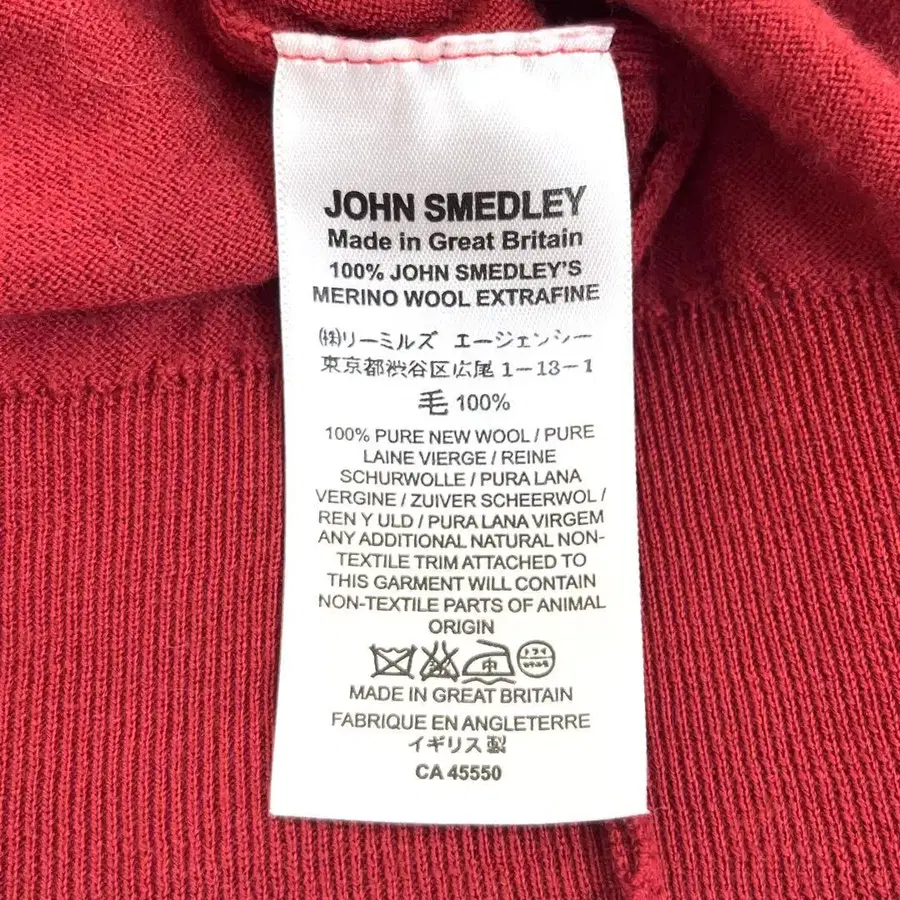 JOHN SMEDLEY
Made in Great Britain
100% JOHN SMEDLEY'S
MERINO WOOL EXTRAFINE
㈱リーミルズ エージェンシー
東京都渋谷区広尾1-13-1
毛 100%
100% PURE NEW WOOL / PURE
LAINE VIERGE / REINE
SCHURWOLLE / PURA LANA
VERGINE / ZUIVER SCHEERWOL /
REN Y ULD / PURA LANA VIRGEM
ANY ADDITIONAL NATURAL NON-
TEXTILE TRIM ATTACHED TO
THIS GARMENT WILL CONTAIN
NON-TEXTILE PARTS OF ANIMAL
ORIGIN
中
MADE IN GREAT BRITAIN
FABRIQUE EN ANGLETERRE
イギリス製
CA 45550